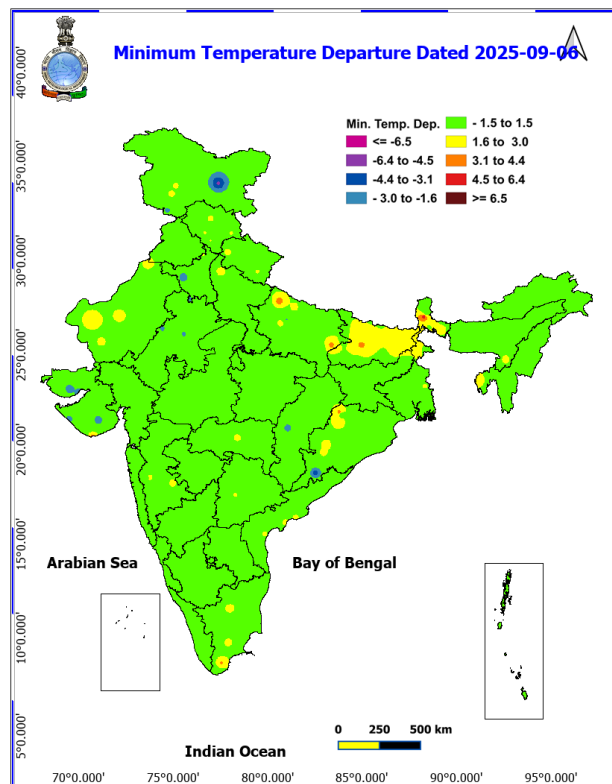 Minimum Temperature Departure Dated 2025-09-06
Min. Temp. Dep.
<= -6.5
-6.4 to -4.5
-4.4 to -3.1
- 3.0 to -1.6
- 1.5 to 1.5
1.6 to 3.0
3.1 to 4.4
4.5 to 6.4
>= 6.5
40°0.000'
35°0.000'
30°0.000'
25°0.000'
20°0.000'
15°0.000'
10°0.000'
5°0.000'
Arabian Sea
Bay of Bengal
Indian Ocean
0 250 500 km
70°0.000' 75°0.000' 80°0.000' 85°0.000' 90°0.000' 95°0.000'